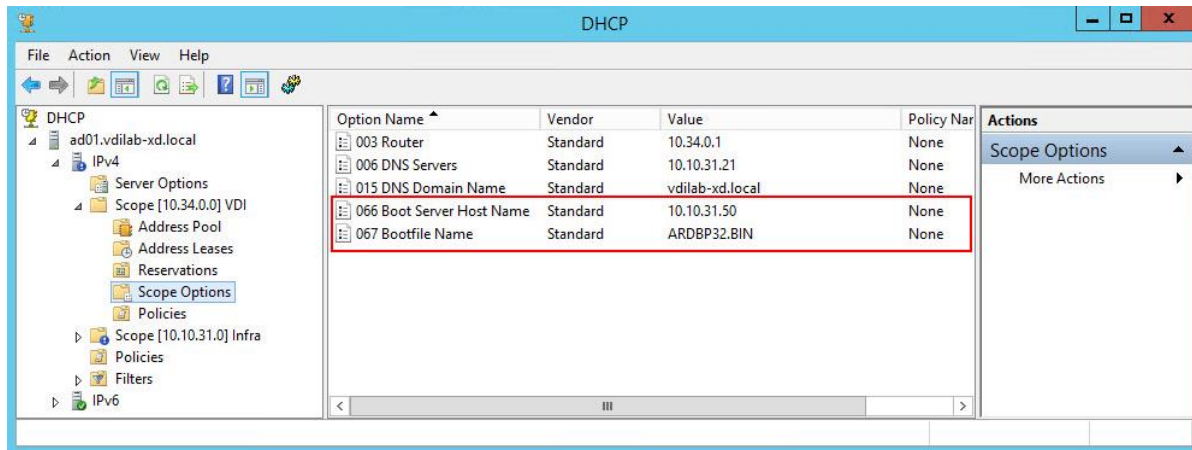 DHCP
File Action View Help
DHCP
ad01.vdilab-xd.local
IPv4
Server Options
Scope [10.34.0.0] VDI
Address Pool
Address Leases
Reservations
Scope Options
Policies
Scope [10.10.31.0] Infra
Policies
Filters
IPv6
Option Name Vendor Value Policy Nar
003 Router Standard 10.34.0.1 None
006 DNS Servers Standard 10.10.31.21 None
015 DNS Domain Name Standard vdilab-xd.local None
066 Boot Server Host Name Standard 10.10.31.50 None
067 Bootfile Name Standard ARDBP32.BIN None
Actions
Scope Options
More Actions